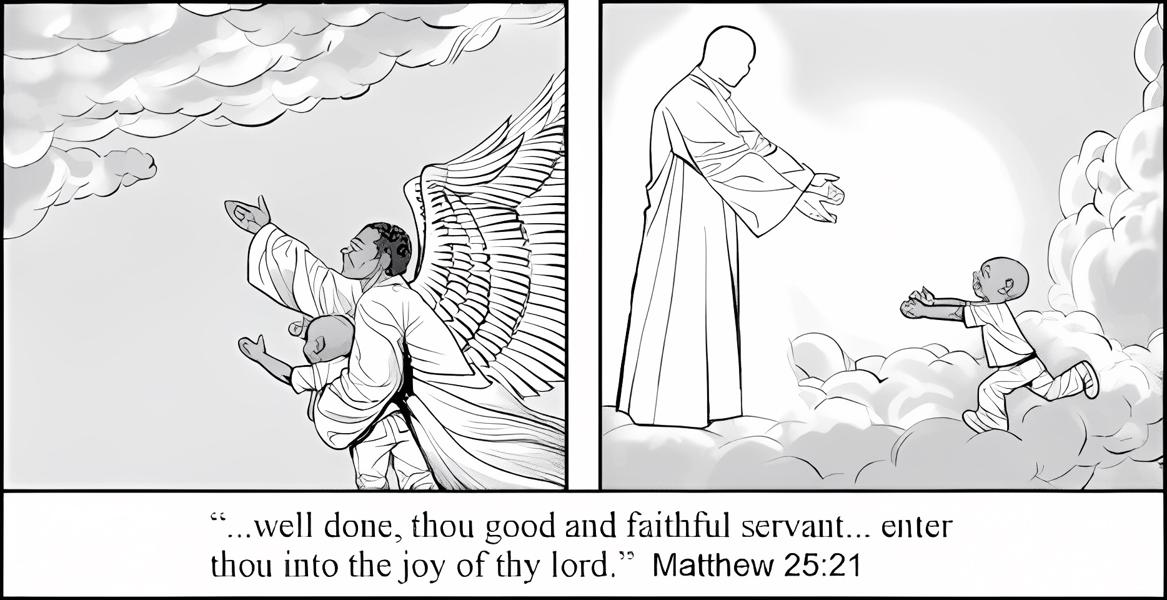 “...well done, thou good and faithful servant... enter
thou into the joy of thy lord.” Matthew 25:21